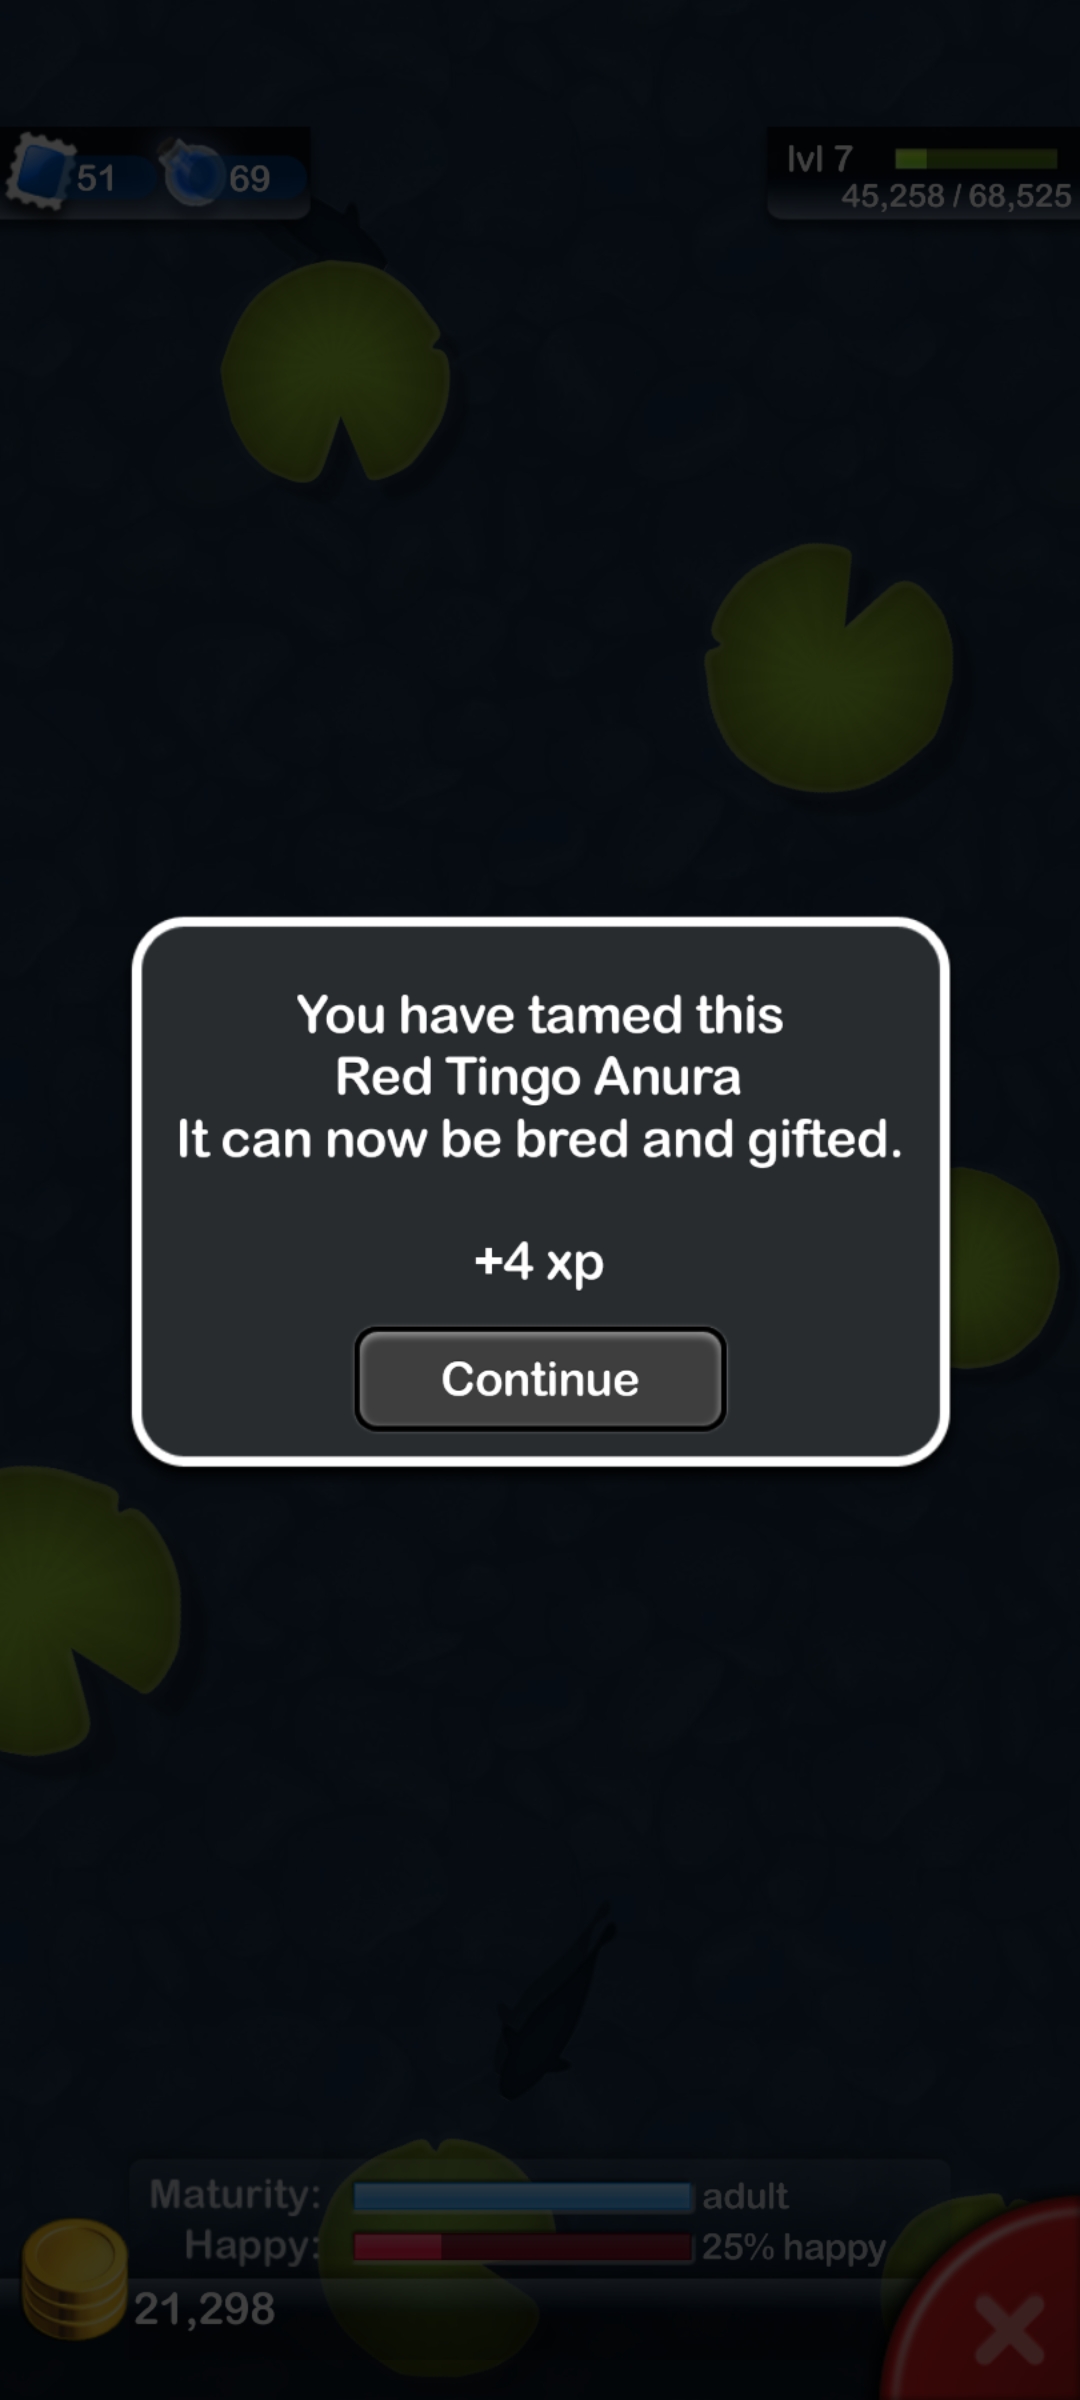 51
69
lvl 7
45,258 / 68,525
You have tamed this
Red Tingo Anura
It can now be bred and gifted.
+4 xp
Continue
Maturity: adult
Happy: 25% happy
21,298